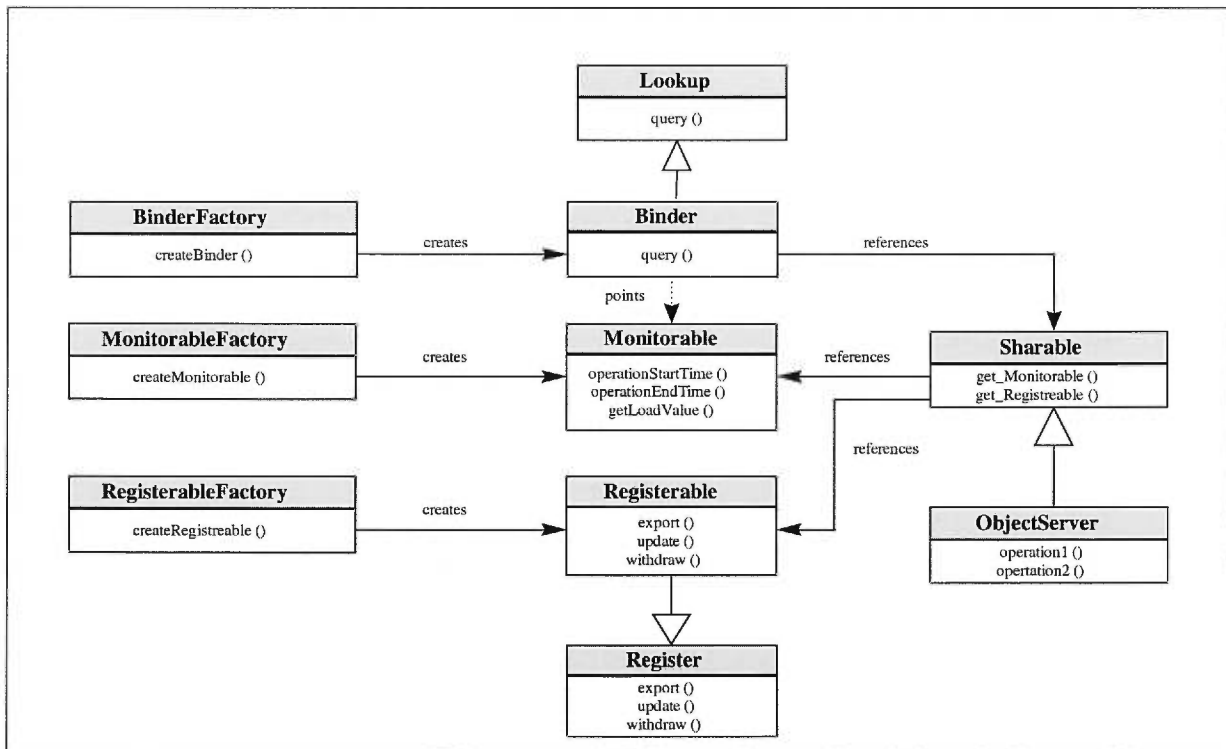 Lookup
query ()
BinderFactory
createBinder ()
creates
Binder
query ()
references
points
MonitorableFactory
createMonitorable ()
creates
Monitorable
operationStartTime ()
operationEndTime ()
getLoadValue ()
references
Sharable
get_Monitorable ()
get_Registreable ()
references
RegisterableFactory
createRegistreable ()
creates
Registerable
export ()
update ()
withdraw ()
ObjectServer
operation1 ()
opertation2 ()
Register
export ()
update ()
withdraw ()